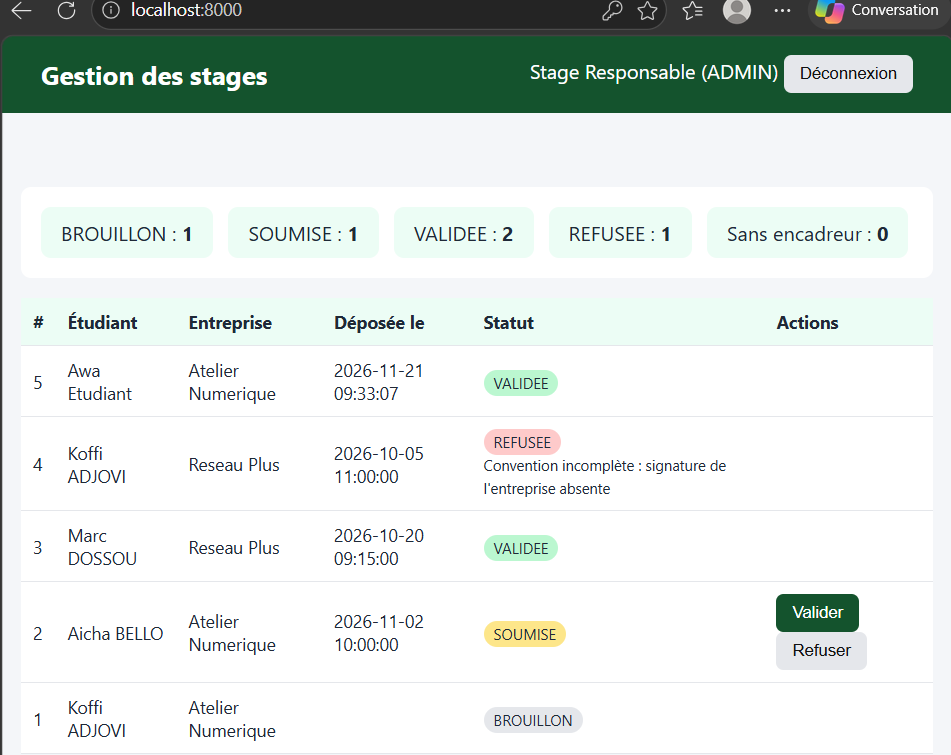 localhost:8000
Conversation
Gestion des stages
Stage Responsable (ADMIN)
Déconnexion
BROUILLON : 1
SOUMISE : 1
VALIDEE : 2
REFUSEE : 1
Sans encadreur : 0
# Étudiant Entreprise Déposée le Statut Actions
5
Awa
Etudiant
Atelier
Numerique
2026-11-21
09:33:07
VALIDEE
4
Koffi
ADJOVI
Reseau Plus
2026-10-05
11:00:00
REFUSEE
Convention incomplète : signature de
l'entreprise absente
3
Marc
DOSSOU
Reseau Plus
2026-10-20
09:15:00
VALIDEE
2
Aicha BELLO
Atelier
Numerique
2026-11-02
10:00:00
SOUMISE
Valider
Refuser
1
Koffi
ADJOVI
Atelier
Numerique
BROUILLON